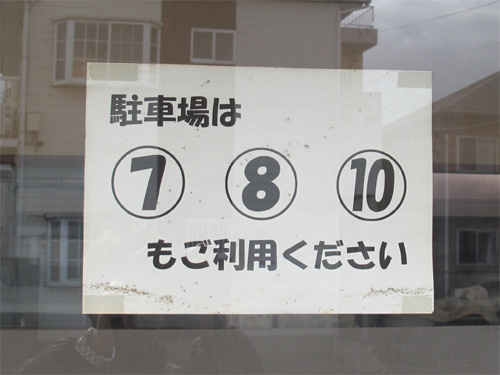 駐車場は
⑦ ⑧ ⑩
もご利用ください